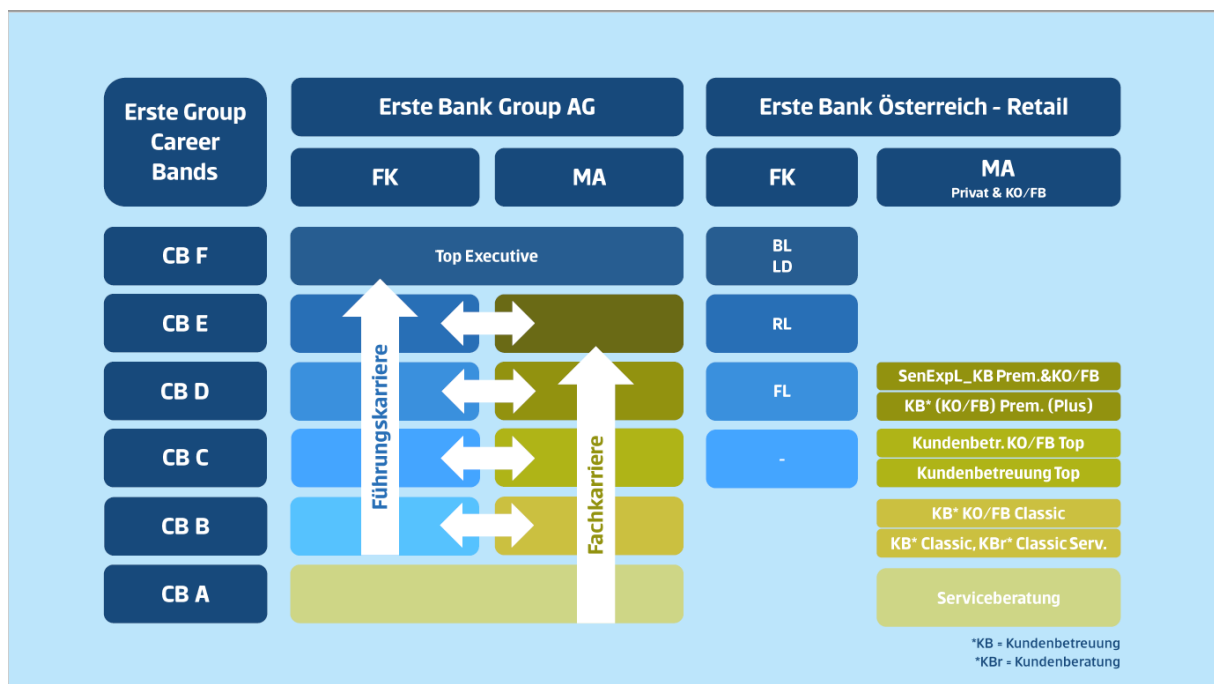 Erste Group
Career
Bands
Erste Bank Group AG
Erste Bank Österreich - Retail
FK
MA
FK
MA
Privat & KO/FB
CB F
Top Executive
BL
LD
CB E
RL
CB D
FL
SenExpL_KB Prem.&KO/FB
KB* (KO/FB) Prem. (Plus)
CB C
-
Kundenbetr. KO/FB Top
Kundenbetreuung Top
CB B
KB* KO/FB Classic
KB* Classic, KBr* Classic Serv.
CB A
Serviceberatung
Führungskarriere
Fachkarriere
*KB = Kundenbetreuung
*KBr = Kundenberatung